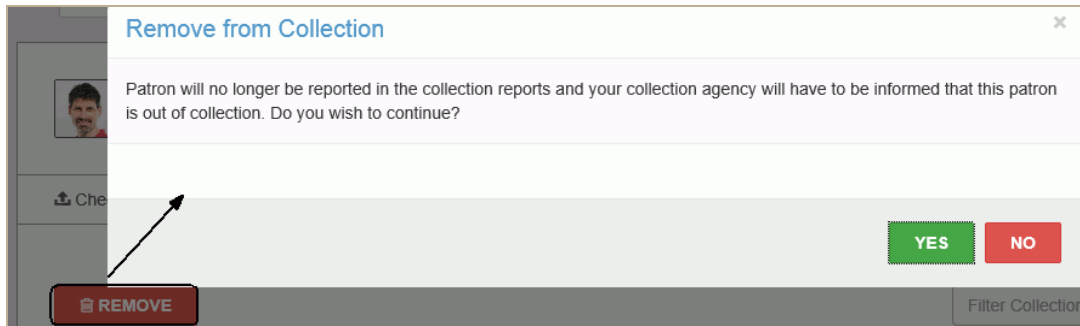 Remove from Collection
×
Patron will no longer be reported in the collection reports and your collection agency will have to be informed that this patron
is out of collection. Do you wish to continue?
Che
YES NO
REMOVE
Filter Collection